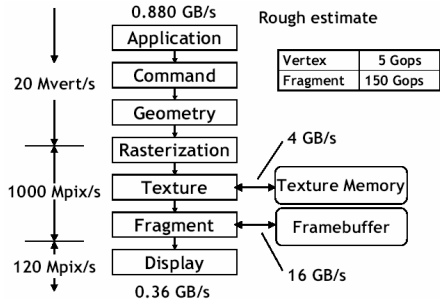 0.880 GB/s
Rough estimate
Application
Vertex 5 Gops
Fragment 150 Gops
Command
20 Mvert/s
Geometry
4 GB/s
Rasterization
Texture
Texture Memory
1000 Mpix/s
Fragment
Framebuffer
Display
120 Mpix/s
16 GB/s
0.36 GB/s